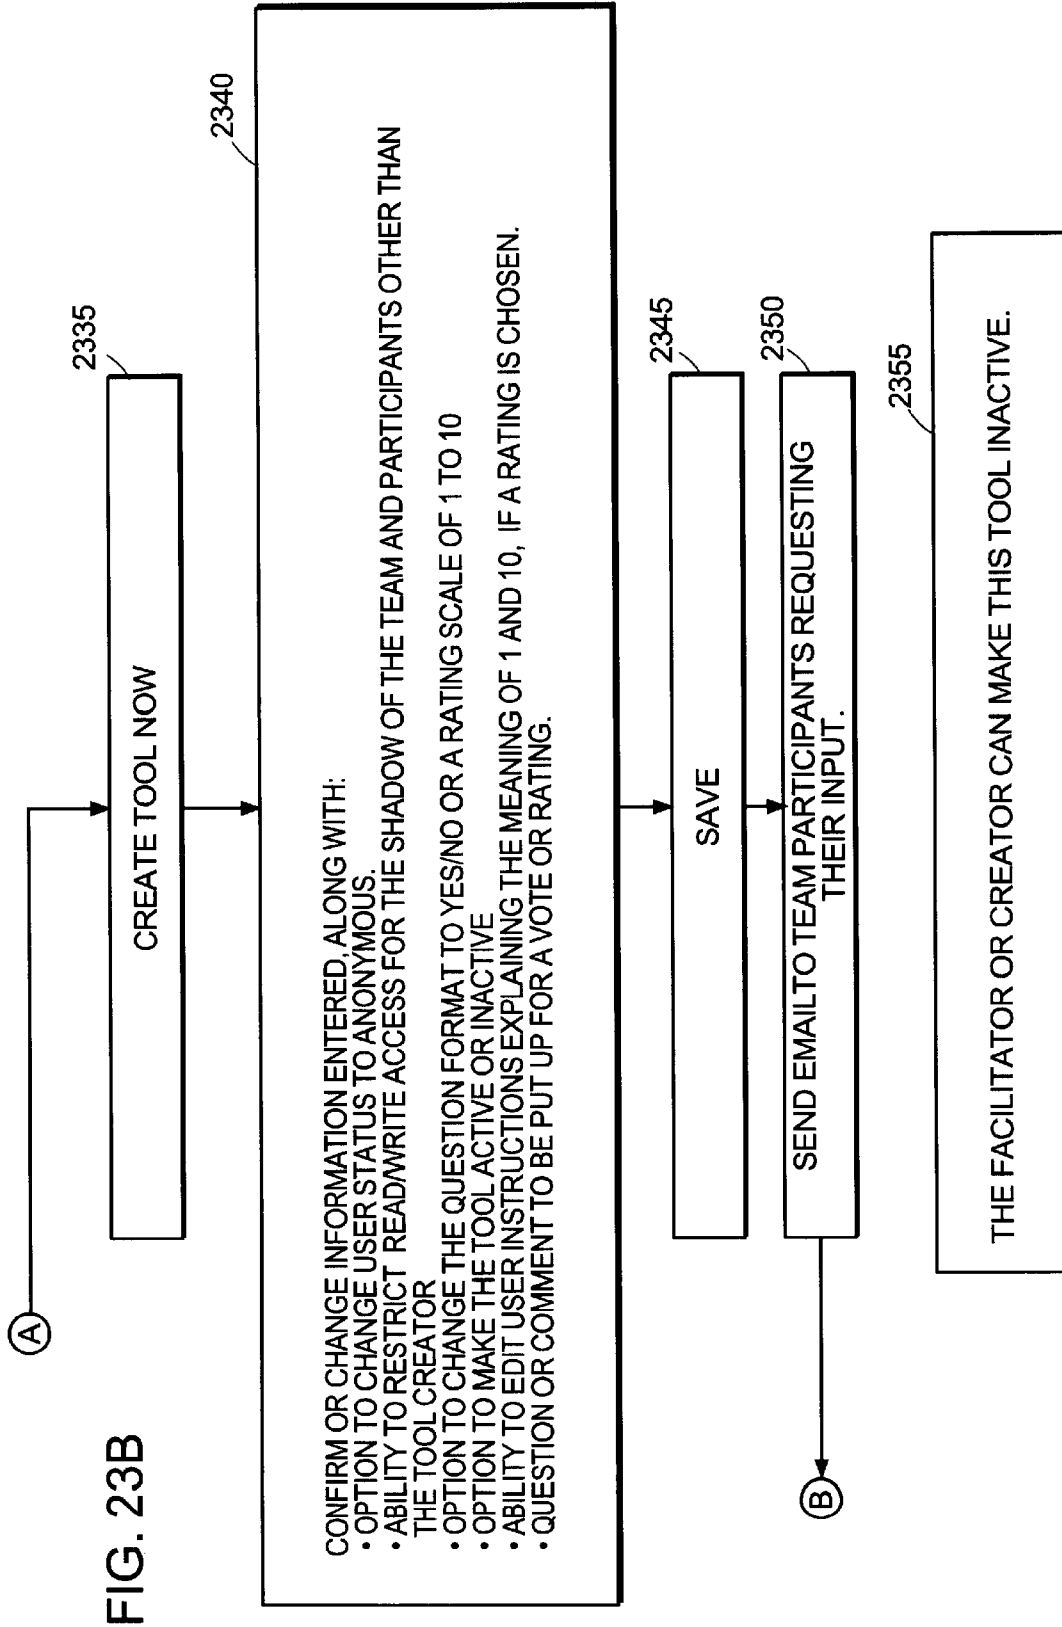 FIG. 23B
A
2335
CREATE TOOL NOW
2340
CONFIRM OR CHANGE INFORMATION ENTERED, ALONG WITH:
• OPTION TO CHANGE USER STATUS TO ANONYMOUS.
• ABILITY TO RESTRICT READ/WRITE ACCESS FOR THE SHADOW OF THE TEAM AND PARTICIPANTS OTHER THAN
THE TOOL CREATOR
• OPTION TO CHANGE THE QUESTION FORMAT TO YES/NO OR A RATING SCALE OF 1 TO 10
• OPTION TO MAKE THE TOOL ACTIVE OR INACTIVE
• ABILITY TO EDIT USER INSTRUCTIONS EXPLAINING THE MEANING OF 1 AND 10, IF A RATING IS CHOSEN.
• QUESTION OR COMMENT TO BE PUT UP FOR A VOTE OR RATING.
2345
SAVE
2350
SEND EMAIL TO TEAM PARTICIPANTS REQUESTING
THEIR INPUT.
B
2355
THE FACILITATOR OR CREATOR CAN MAKE THIS TOOL INACTIVE.